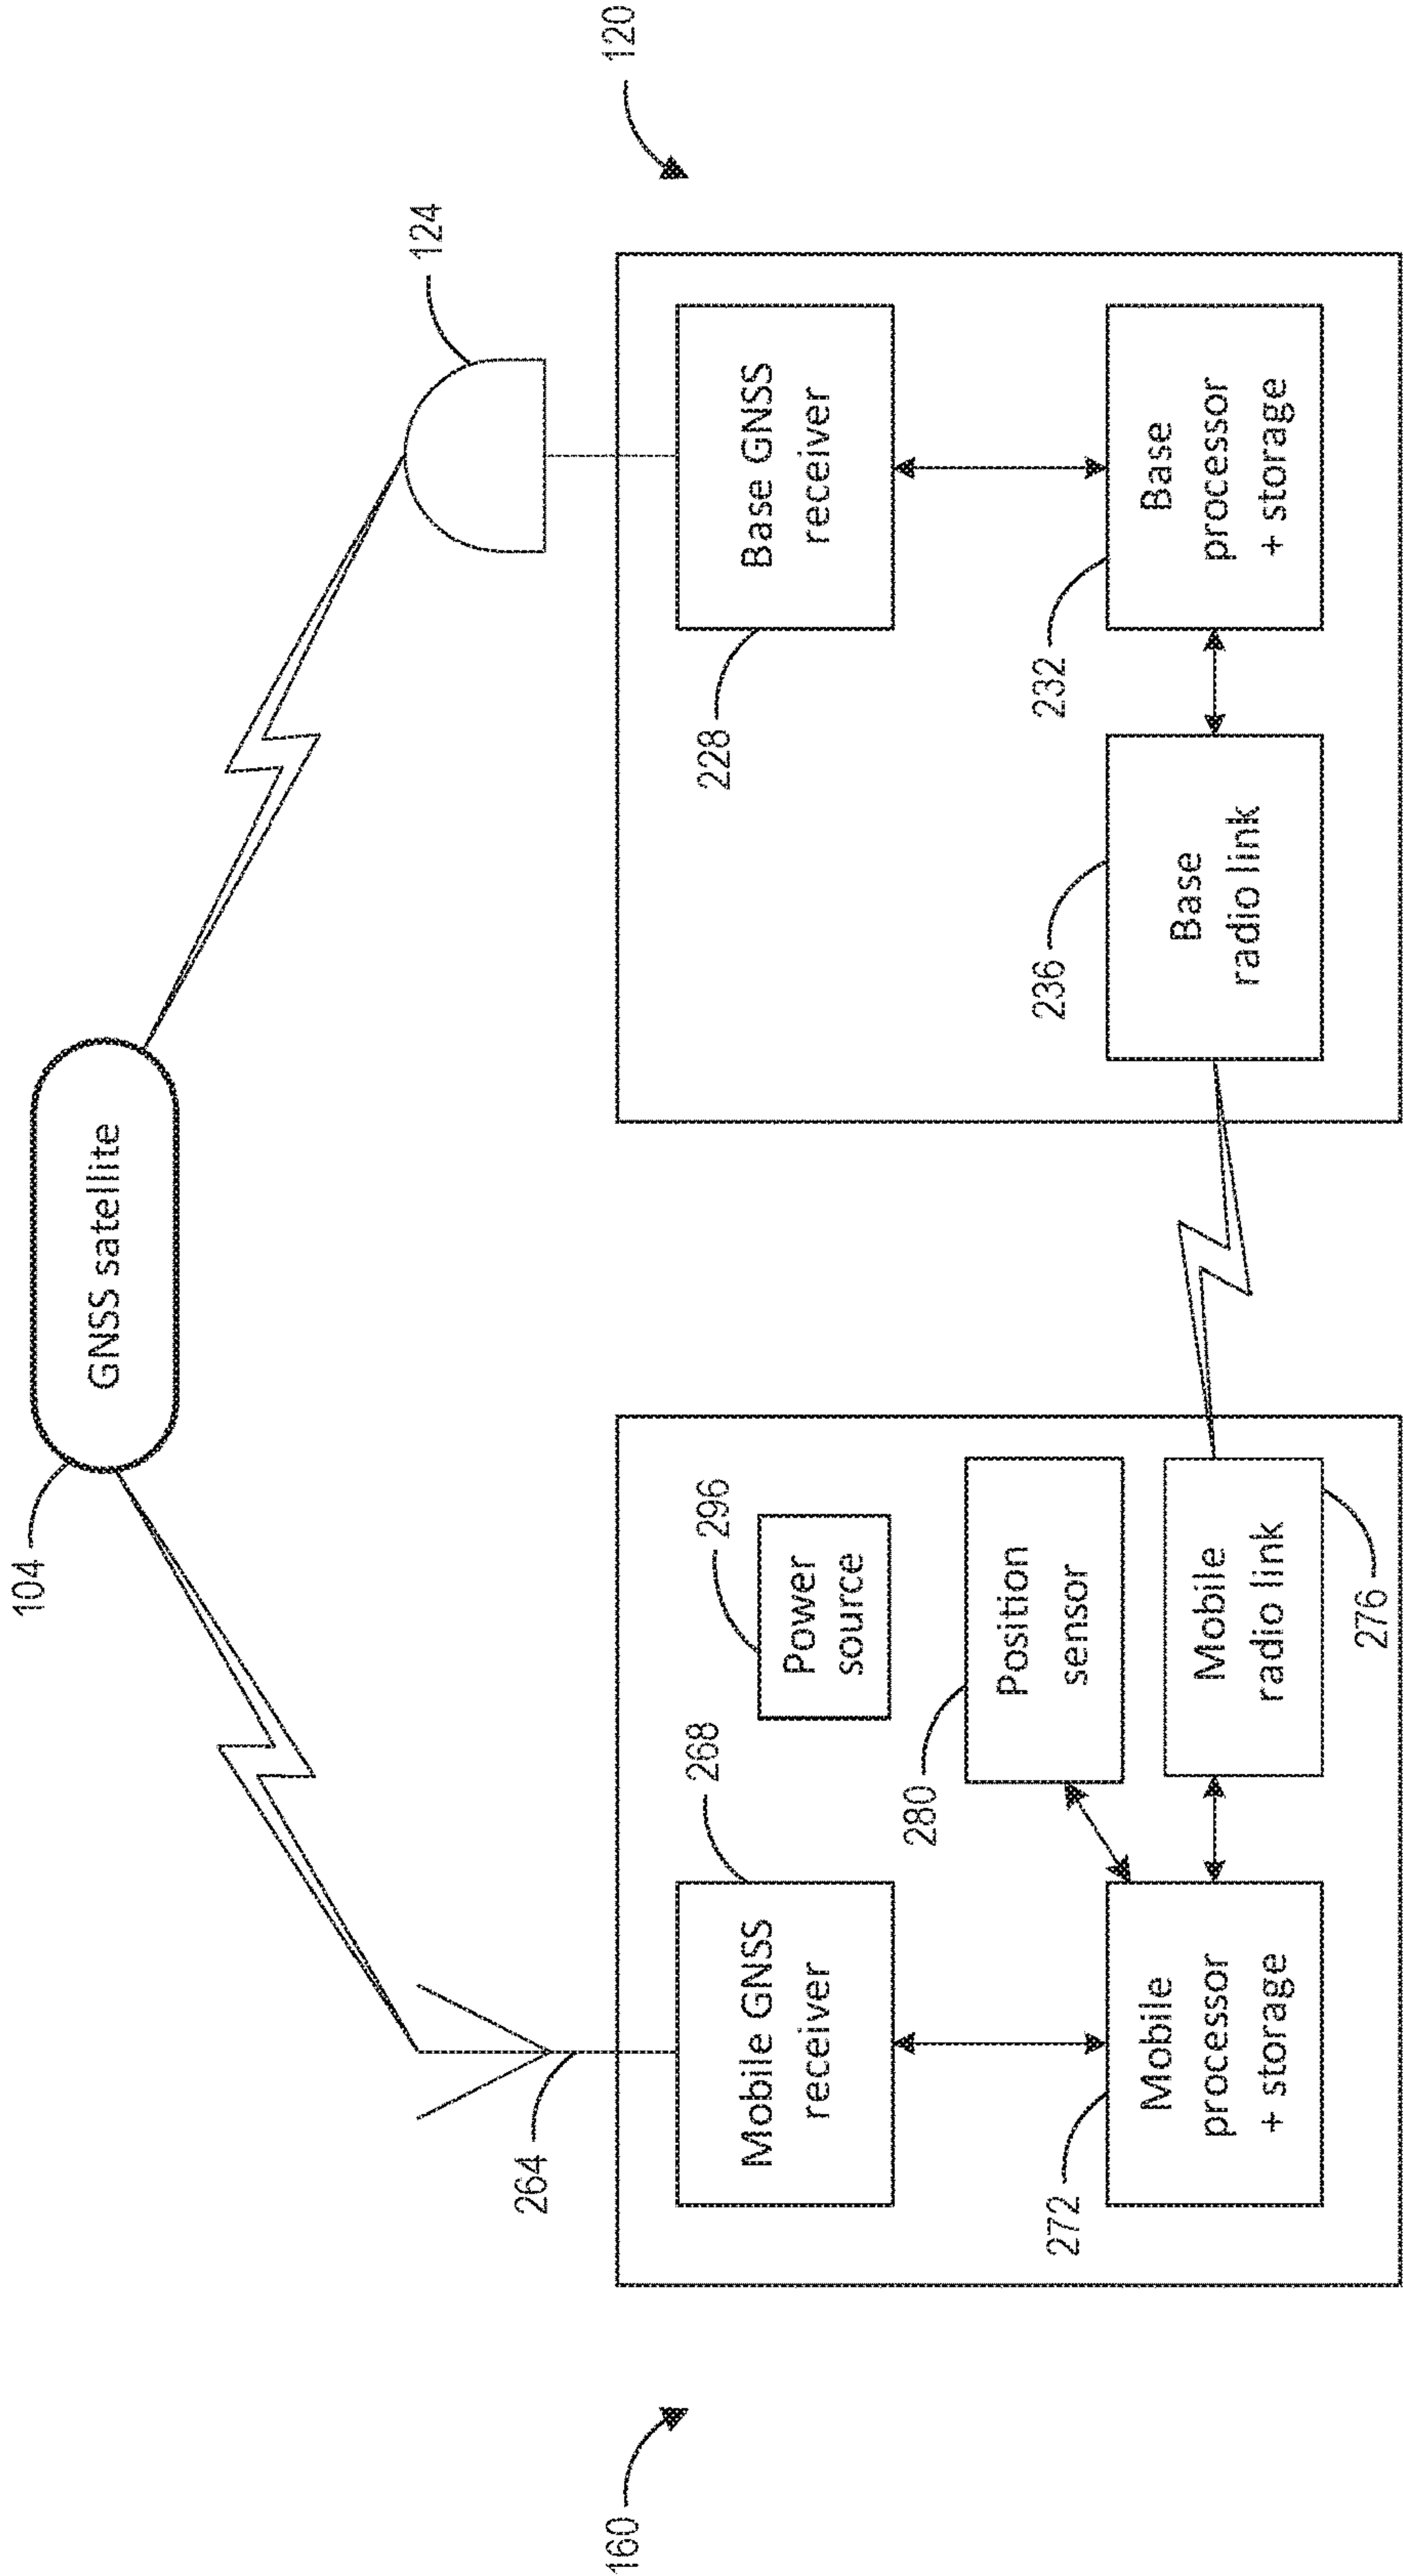 104
GNSS satellite
124
120
264
160
268
Mobile GNSS
receiver
296
Power
source
280
Position
sensor
272
Mobile
processor
+ storage
Mobile
radio link
276
228
Base GNSS
receiver
236
Base
radio link
232
Base
processor
+ storage